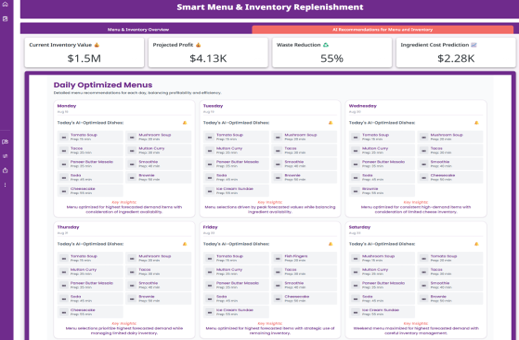 Smart Menu & Inventory Replenishment
Menu & Inventory Overview
AI Recommendations for Menu and Inventory
Current Inventory Value
$1.5M
Projected Profit
$4.13K
Waste Reduction
55%
Ingredient Cost Prediction
$2.28K
Daily Optimized Menus
Detailed menu recommendations for each day, balancing profitability and efficiency.
Monday
Today's AI-Optimized Dishes:
Tomato Soup
Mushroom Soup
Tacos
Mutton Curry
Paneer Butter Masala
Smoothie
Soda
Brownie
Cheesecake
Key Insights:
Menu optimized for highest forecasted demand items with
consideration of ingredient availability.
Tuesday
Today's AI-Optimized Dishes:
Tomato Soup
Mushroom Soup
Mutton Curry
Tacos
Paneer Butter Masala
Smoothie
Soda
Brownie
Ice Cream Sundae
Key Insights:
Menu selections driven by peak forecasted values while balancing
ingredient availability.
Wednesday
Today's AI-Optimized Dishes:
Tomato Soup
Mushroom Soup
Mutton Curry
Tacos
Paneer Butter Masala
Smoothie
Soda
Cheesecake
Brownie
Key Insights:
Menu optimized for consistent high-demand items with
consideration of limited cheese inventory.
Thursday
Today's AI-Optimized Dishes:
Tomato Soup
Mushroom Soup
Mutton Curry
Tacos
Paneer Butter Masala
Smoothie
Soda
Brownie
Cheesecake
Key Insights:
Menu selections prioritize highest forecasted demand while
managing limited dairy inventory.
Friday
Today's AI-Optimized Dishes:
Tomato Soup
Fish Fingers
Mutton Curry
Tacos
Paneer Butter Masala
Smoothie
Soda
Cheesecake
Ice Cream Sundae
Key Insights:
Menu optimized for highest forecasted items with strategic use of
remaining inventory.
Saturday
Today's AI-Optimized Dishes:
Mushroom Soup
Tomato Soup
Mutton Curry
Tacos
Paneer Butter Masala
Smoothie
Soda
Brownie
Ice Cream Sundae
Key Insights:
Weekend menu maximized for highest forecasted demand with
careful inventory management.